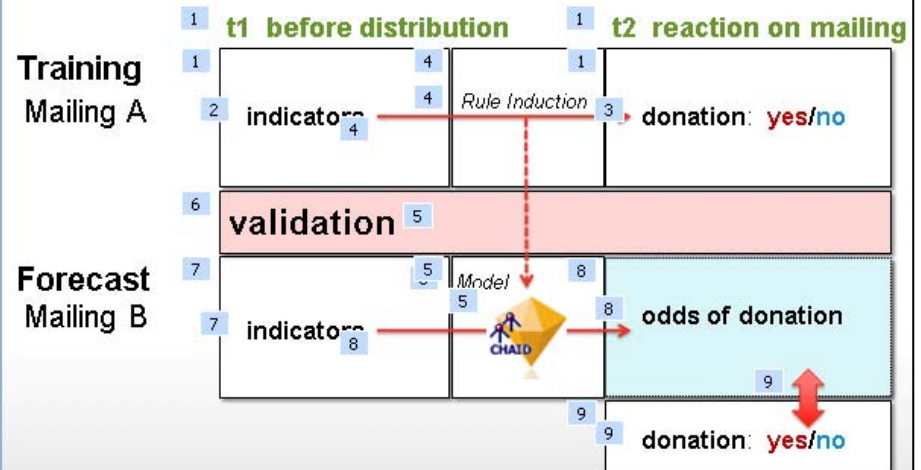 1 t1 before distribution 1 t2 reaction on mailing
Training 1 4 1
Mailing A 2 indicators 4 4 Rule Induction 3 donation: yes/no
6 validation 5
Forecast 7 5 Model 8
Mailing B 7 indicators 8 5 CHAID 8 odds of donation
9
9 9 donation: yes/no